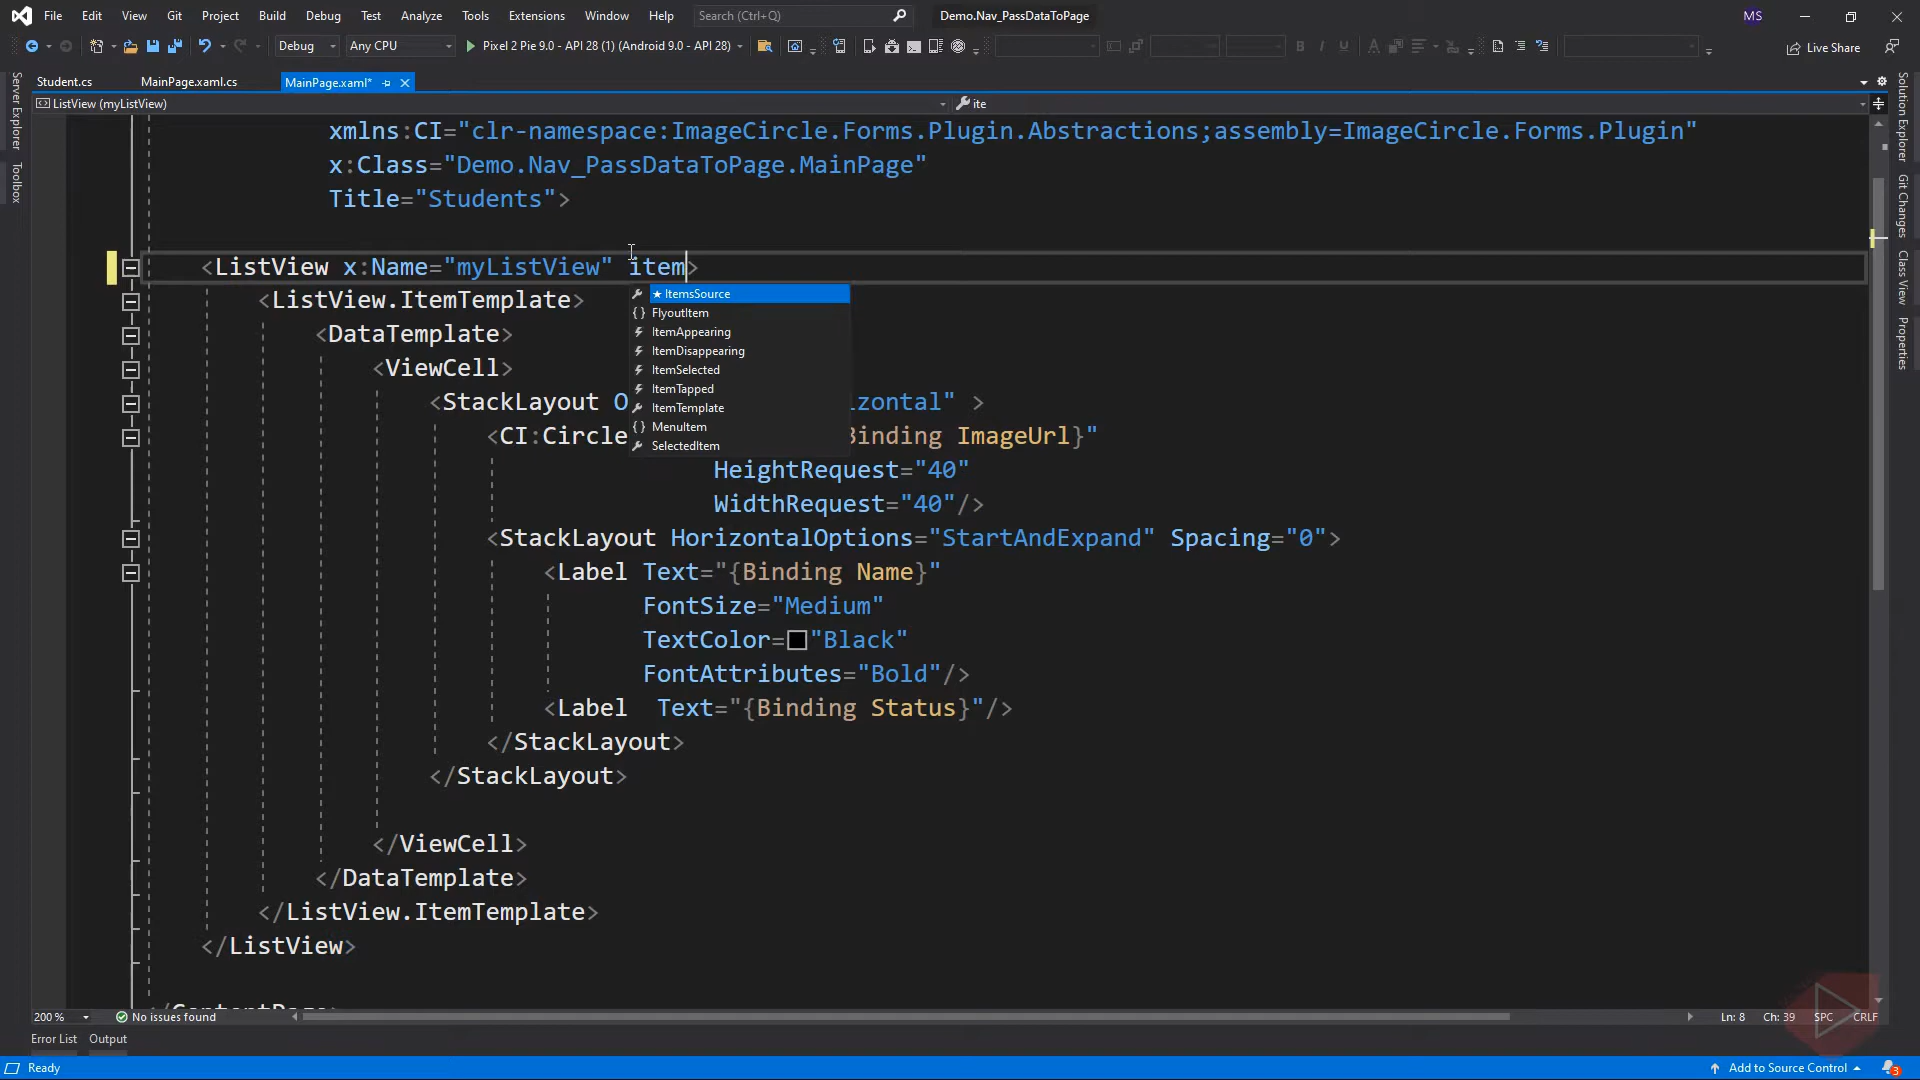 File Edit View Git Project Build Debug Test Analyze Tools Extensions Window Help Search (Ctrl+Q) Demo.Nav_PassDataToPage MS
Debug Any CPU Pixel 2 Pie 9.0 - API 28 (1) (Android 9.0 - API 28) Live Share
Student.cs MainPage.xaml.cs MainPage.xaml*
ListView (myListView) ite
xmlns:CI="clr-namespace:ImageCircle.Forms.Plugin.Abstractions;assembly=ImageCircle.Forms.Plugin"
x:Class="Demo.Nav_PassDataToPage.MainPage"
Title="Students">
<ListView x:Name="myListView" item>
<ListView.ItemTemplate>
<DataTemplate>
<ViewCell>
<StackLayout O izontal" >
<CI:Circle Binding ImageUrl}"
HeightRequest="40"
WidthRequest="40"/>
<StackLayout HorizontalOptions="StartAndExpand" Spacing="0">
<Label Text="{Binding Name}"
FontSize="Medium"
TextColor="Black"
FontAttributes="Bold"/>
<Label Text="{Binding Status}"/>
</StackLayout>
</StackLayout>
</ViewCell>
</DataTemplate>
</ListView.ItemTemplate>
</ListView>
ItemsSource
FlyoutItem
ItemAppearing
ItemDisappearing
ItemSelected
ItemTapped
ItemTemplate
MenuItem
SelectedItem
Server Explorer
Toolbox
Solution Explorer
Git Changes
Class View
Properties
200 % No issues found Ln: 8 Ch: 39 SPC CRLF
Error List Output
Ready Add to Source Control 3